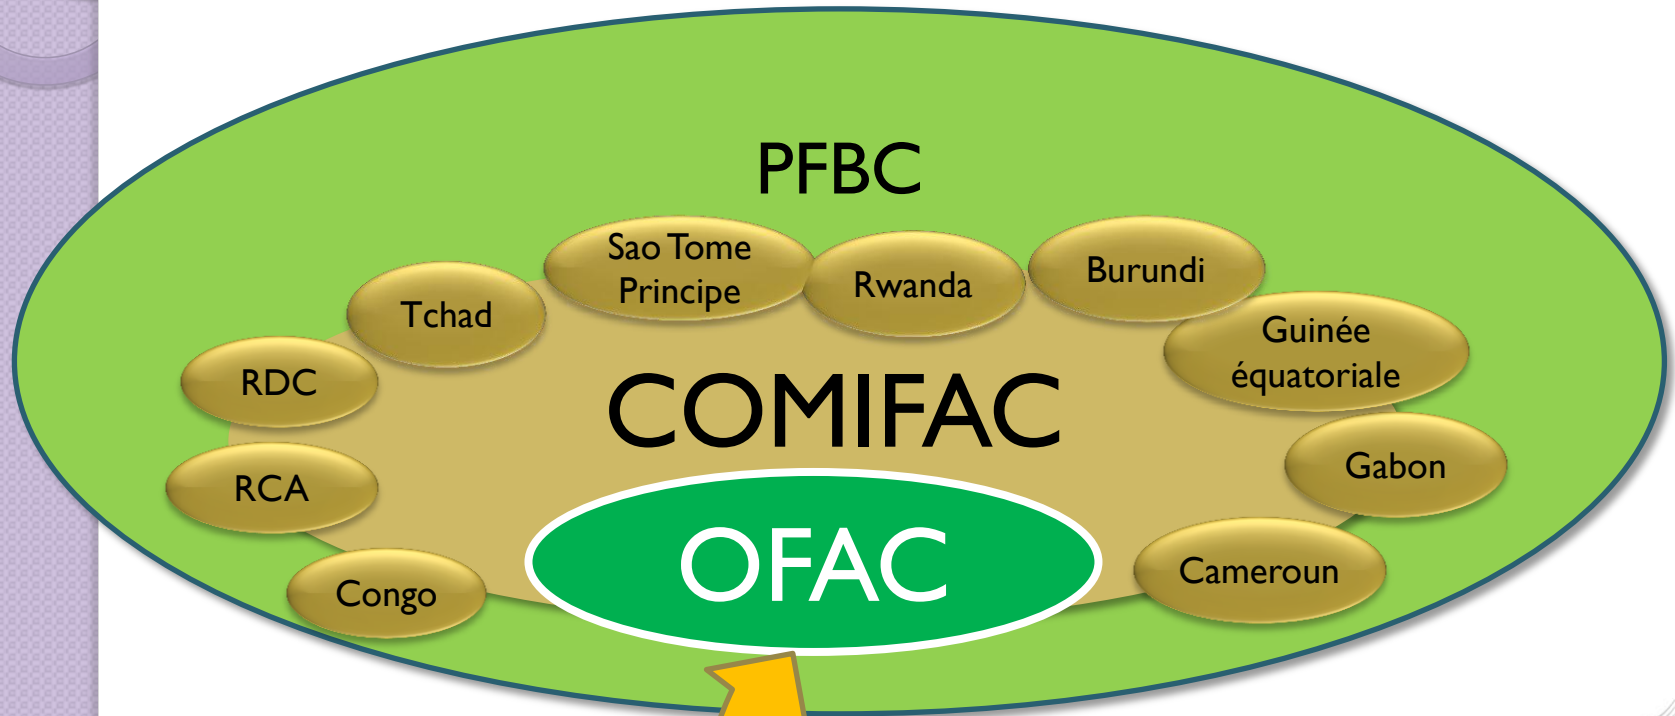 PFBC
Sao Tome
Principe
Rwanda
Burundi
Tchad
Guinée
équatoriale
RDC
COMIFAC
Gabon
RCA
OFAC
Cameroun
Congo